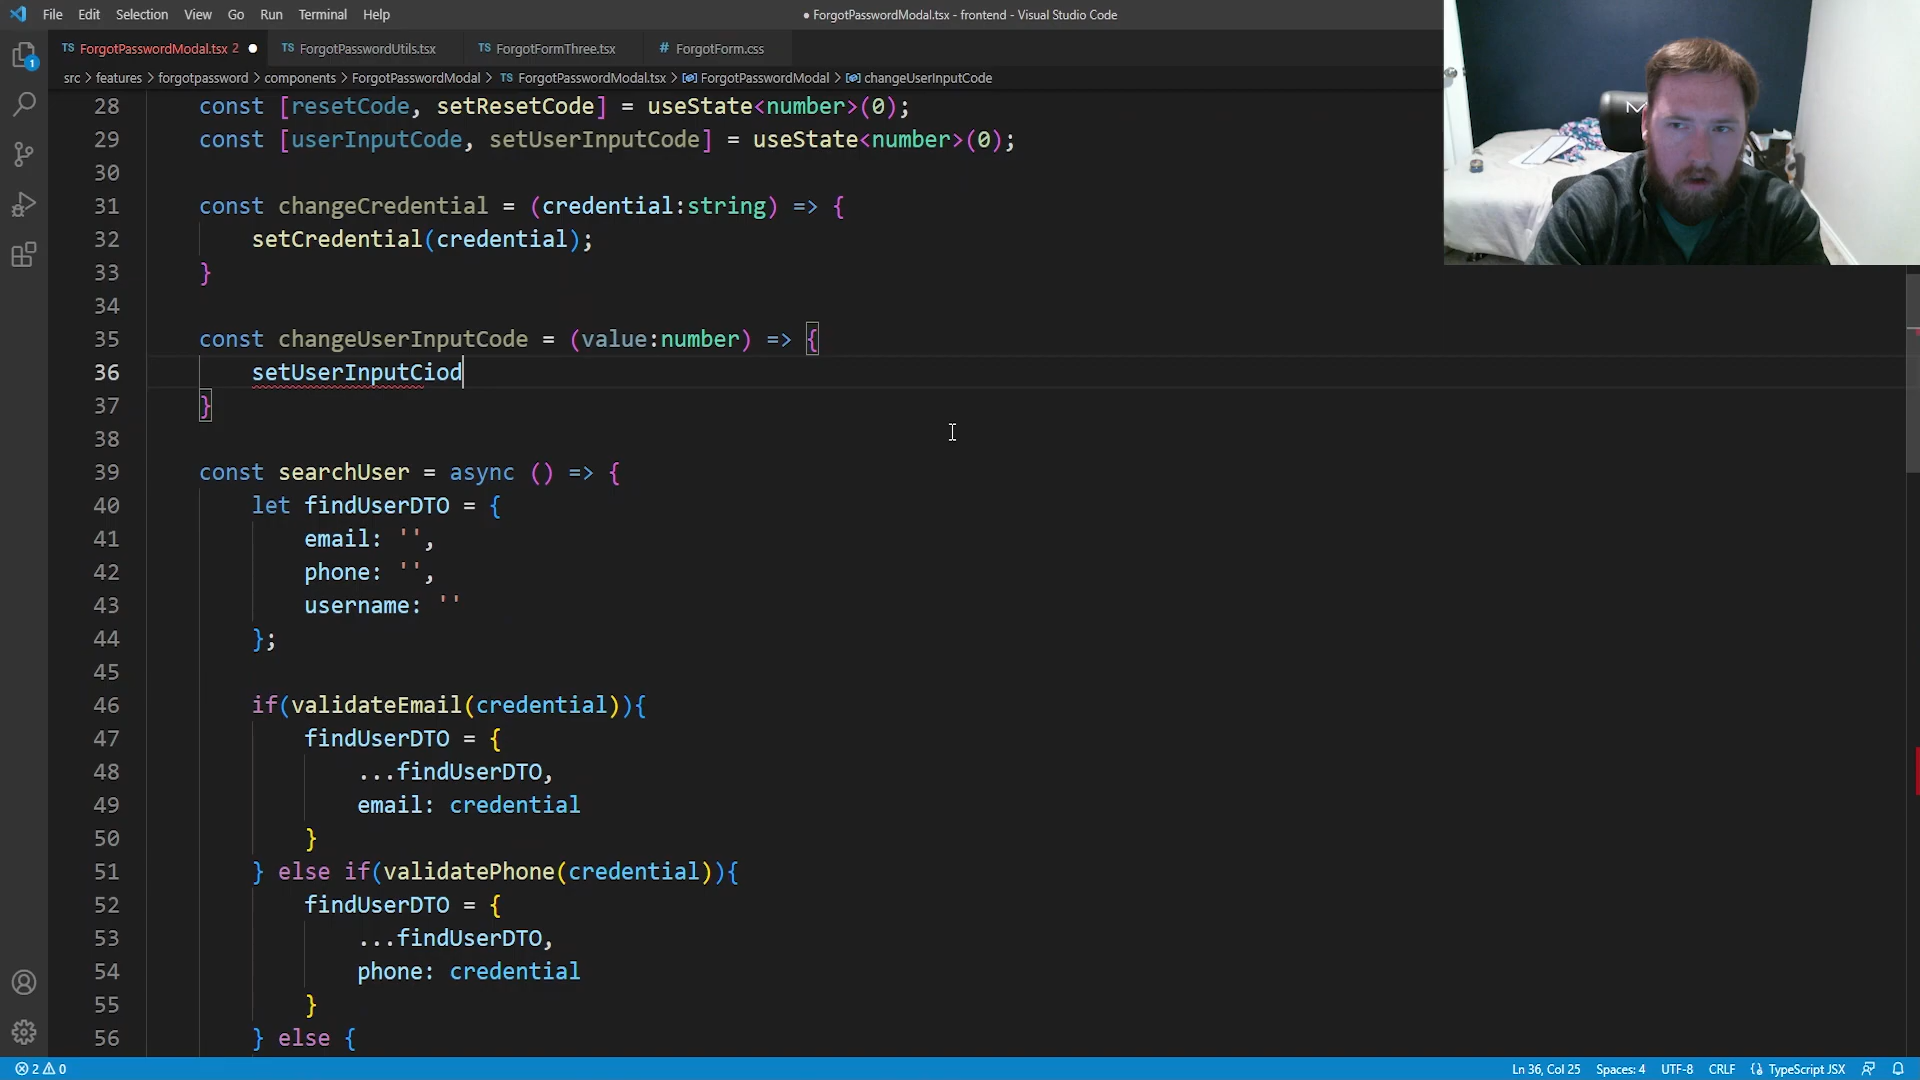 File Edit Selection View Go Run Terminal Help
● ForgotPasswordModal.tsx - frontend - Visual Studio Code
TS ForgotPasswordModal.tsx 2 ●
TS ForgotPasswordUtils.tsx
TS ForgotFormThree.tsx
# ForgotForm.css
src > features > forgotpassword > components > ForgotPasswordModal > TS ForgotPasswordModal.tsx > ForgotPasswordModal > changeUserInputCode
1
28 const [resetCode, setResetCode] = useState<number>(0);
29 const [userInputCode, setUserInputCode] = useState<number>(0);
30
31 const changeCredential = (credential:string) => {
32 setCredential(credential);
33 }
34
35 const changeUserInputCode = (value:number) => {
36 setUserInputCiod
37 }
38
39 const searchUser = async () => {
40 let findUserDTO = {
41 email: '',
42 phone: '',
43 username: ''
44 };
45
46 if(validateEmail(credential)){
47 findUserDTO = {
48 ...findUserDTO,
49 email: credential
50 }
51 } else if(validatePhone(credential)){
52 findUserDTO = {
53 ...findUserDTO,
54 phone: credential
55 }
56 } else {
2 0
Ln 36, Col 25 Spaces: 4 UTF-8 CRLF {} TypeScript JSX